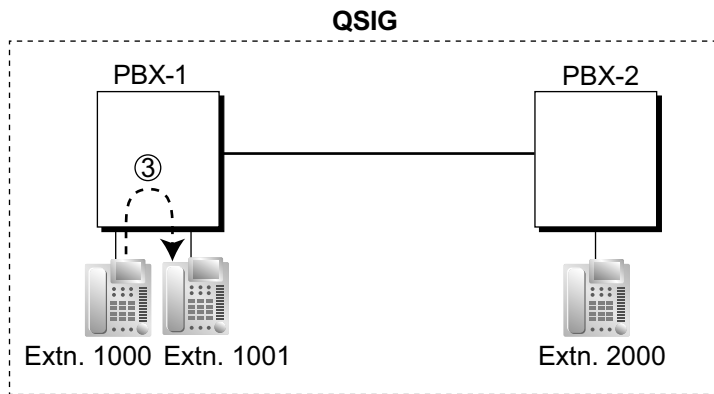 QSIG
PBX-1 PBX-2
③
Extn. 1000 Extn. 1001 Extn. 2000